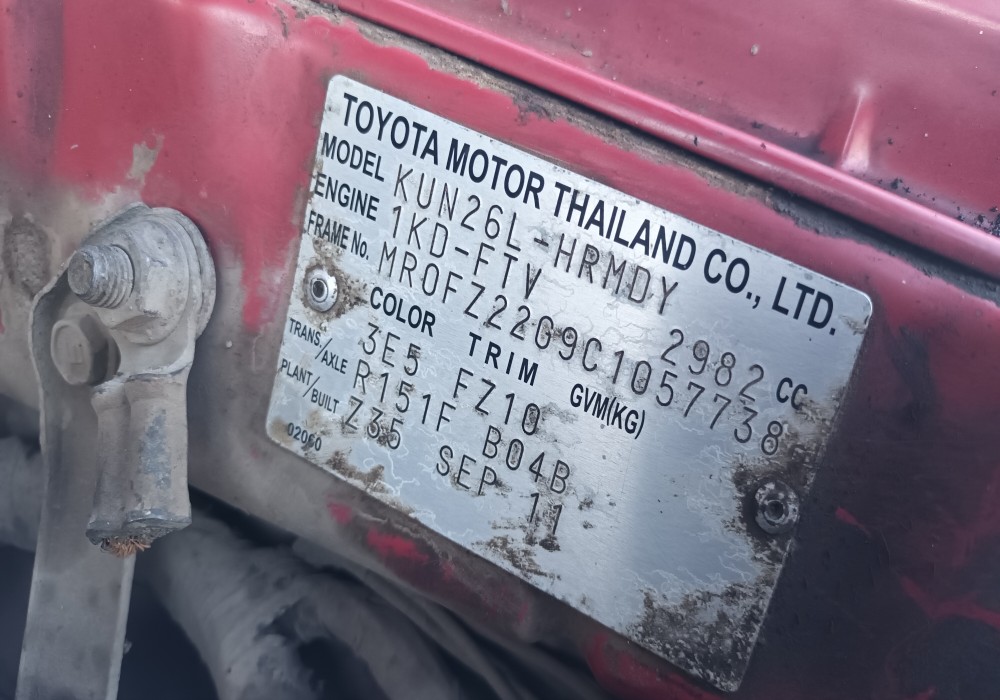 TOYOTA MOTOR THAILAND CO., LTD.
MODEL KUN26L-HRMDY
ENGINE 1KD-FTV 2982 CC
FRAME No. MR0FZ22G9C1057738
COLOR TRIM GVM(KG)
3E5 FZ10
TRANS./AXLE R151F B04B
PLANT/BUILT Z35 SEP 11
02060